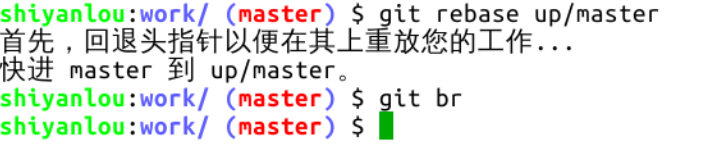 shiyanlou:work/ (master) $ git rebase up/master
首先，回退头指针以便在其上重放您的工作...
快进 master 到 up/master。
shiyanlou:work/ (master) $ git br
shiyanlou:work/ (master) $